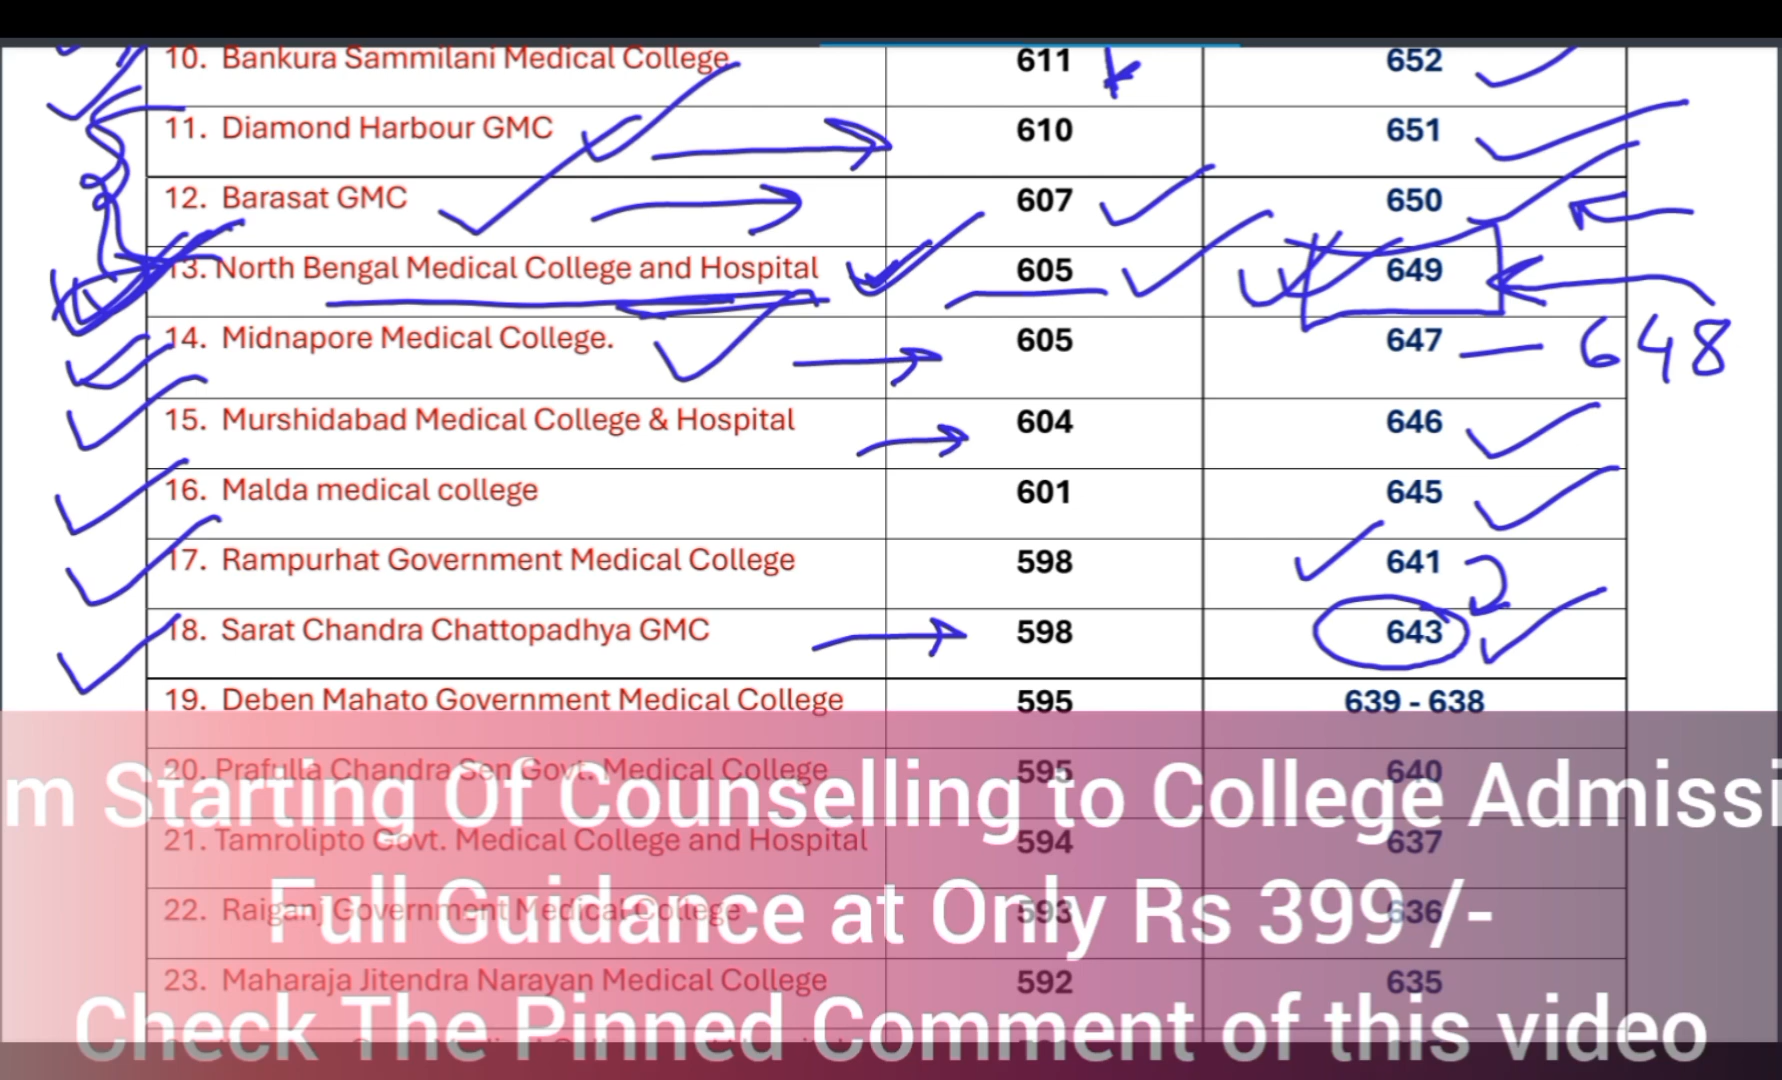 10. Bankura Sammilani Medical College 611 652
11. Diamond Harbour GMC 610 651
12. Barasat GMC 607 650
13. North Bengal Medical College and Hospital 605 649
14. Midnapore Medical College. 605 647 — 648
15. Murshidabad Medical College & Hospital 604 646
16. Malda medical college 601 645
17. Rampurhat Government Medical College 598 641
18. Sarat Chandra Chattopadhya GMC 598 643
19. Deben Mahato Government Medical College 595 639 - 638
20. Prafulla Chandra Sen Govt. Medical College 595 640
m Starting Of Counselling to College Admissi
21. Tamrolipto Govt. Medical College and Hospital 594 637
22. Raiganj Government Medical College 593 636
Full Guidance at Only Rs 399 /-
23. Maharaja Jitendra Narayan Medical College 592 635
Check The Pinned Comment of this video